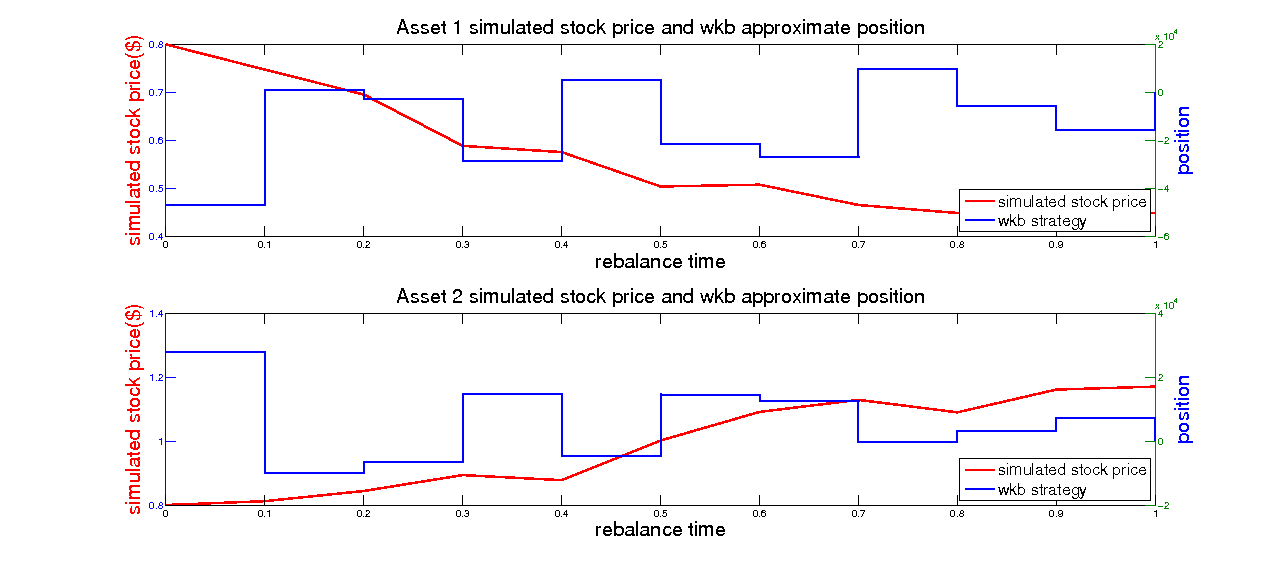 Asset 1 simulated stock price and wkb approximate position
x 10^4
simulated stock price($)
0.8
0.7
0.6
0.5
0.4
2
0
-2
-4
-6
position
simulated stock price
wkb strategy
0 0.1 0.2 0.3 0.4 0.5 0.6 0.7 0.8 0.9 1
rebalance time
Asset 2 simulated stock price and wkb approximate position
x 10^4
simulated stock price($)
1.4
1.2
1
0.8
4
2
0
-2
position
simulated stock price
wkb strategy
0 0.1 0.2 0.3 0.4 0.5 0.6 0.7 0.8 0.9 1
rebalance time